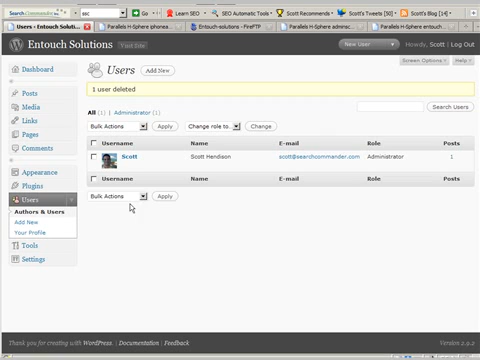 Search Commander
osc
Go
Learn SEO
SEO Automatic Tools
Scott Recommends
Scott's Tweets [50]
Scott's Blog [14]
Users ‹ Entouch Solutions — W...
Parallels H-Sphere iphonea...
Entouch-solutions - FireFTP
Parallels H-Sphere adminsc...
Parallels H-Sphere entouch...
Entouch Solutions
Visit Site
New User
Howdy, Scott | Log Out
Screen Options
Help
Dashboard
Posts
Media
Links
Pages
Comments
Appearance
Plugins
Users
Authors & Users
Add New
Your Profile
Tools
Settings
Users
Add New
1 user deleted
All (1) | Administrator (1)
Search Users
Bulk Actions
Apply
Change role to...
Change
Username Name E-mail Role Posts
Scott Scott Hendison scott@searchcommander.com Administrator 1
Username Name E-mail Role Posts
Bulk Actions
Apply
Thank you for creating with WordPress. | Documentation | Feedback
Version 2.9.2